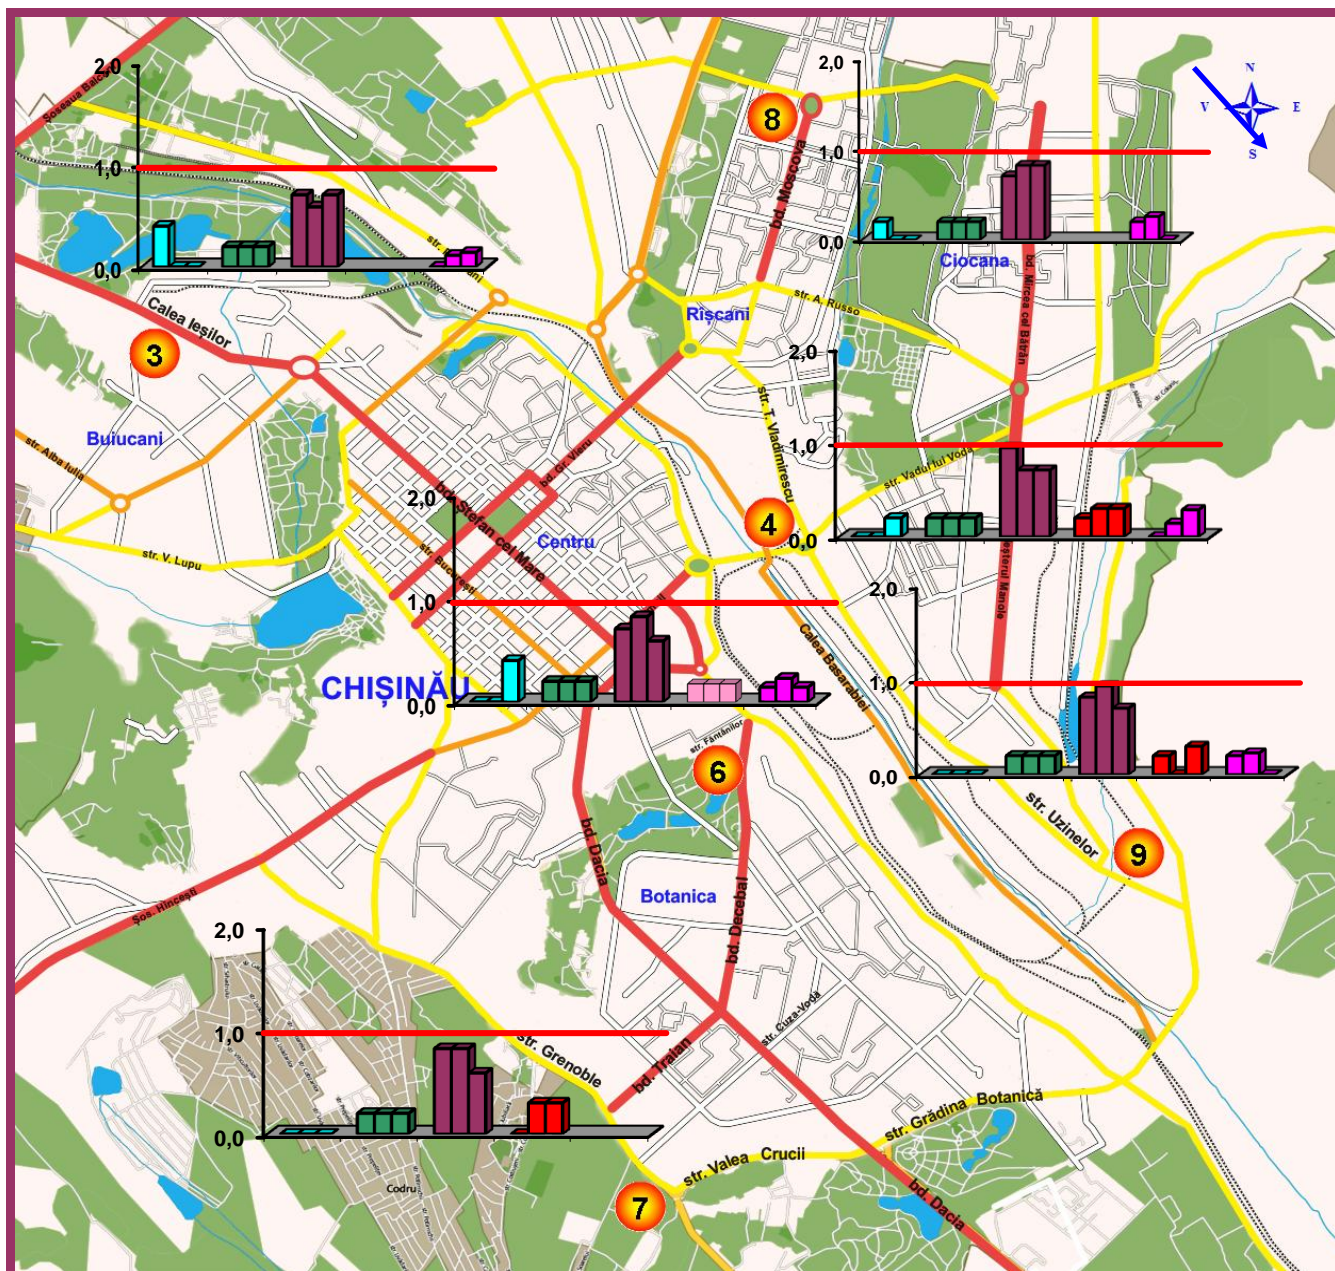 2,0
1,0
0,0
Șoseaua Balca
2,0
1,0
0,0
N
V
E
S
8
bd. Moscova
Ciocana
bd. Mircea cel Bătrân
str. A. Russo
Rîșcani
Calea Ieșilor
3
Buiucani
str. Alba Iulia
str. V. Lupu
bd. Gr. Vieru
bd. Ștefan cel Mare
Centru
str. București
str. T. Vladimirescu
str. Vadul lui Vodă
2,0
1,0
0,0
4
2,0
1,0
0,0
CHIȘINĂU
Calea Basarabiei
2,0
1,0
0,0
str. Uzinelor
9
str. Fântânilor
6
bd. Dacia
Botanica
bd. Decebal
Șos. Hîncești
2,0
1,0
0,0
str. Grenoble
bd. Traian
str. Cuza-Vodă
str. Grădina Botanică
str. Valea Crucii
Codru
7
bd. Dacia